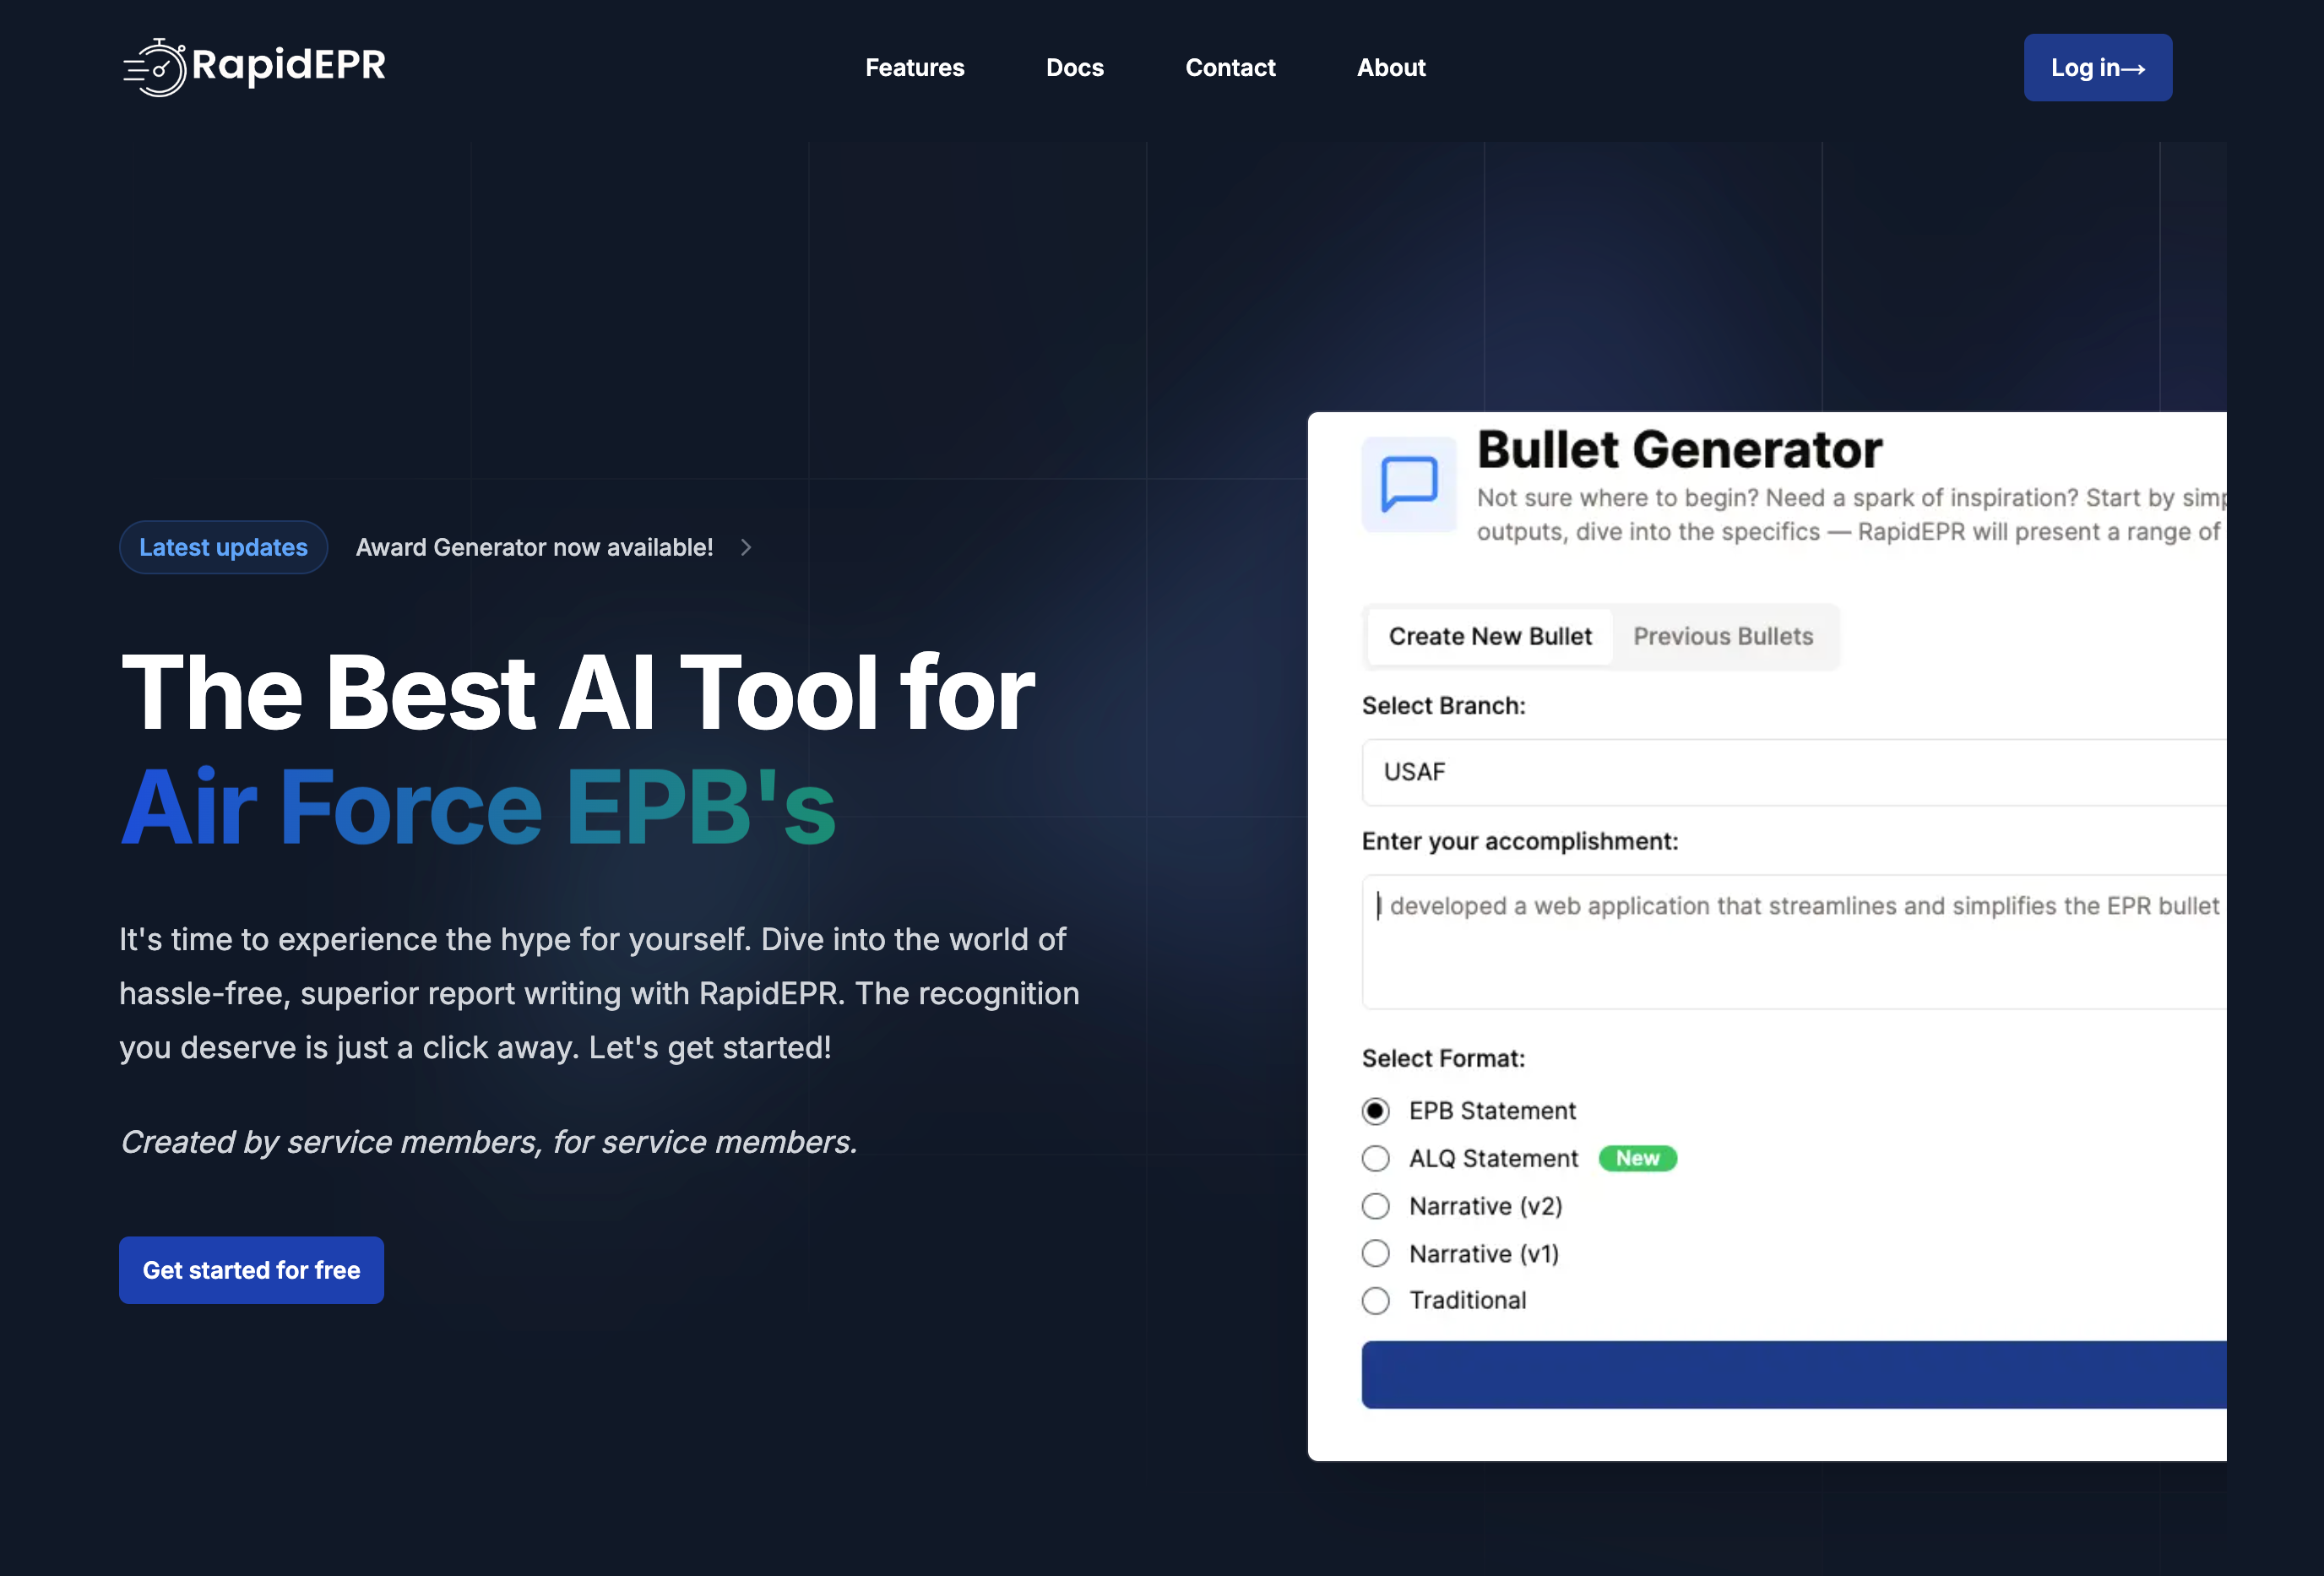 RapidEPR
Features
Docs
Contact
About
Log in→
Latest updates
Award Generator now available!
The Best AI Tool for
Air Force EPB's
It's time to experience the hype for yourself. Dive into the world of
hassle-free, superior report writing with RapidEPR. The recognition
you deserve is just a click away. Let's get started!
Created by service members, for service members.
Get started for free
Bullet Generator
Not sure where to begin? Need a spark of inspiration? Start by
outputs, dive into the specifics — RapidEPR will present a range of
Create New Bullet
Previous Bullets
Select Branch:
USAF
Enter your accomplishment:
I developed a web application that streamlines and simplifies the EPR bullet
Select Format:
EPB Statement
ALQ Statement New
Narrative (v2)
Narrative (v1)
Traditional